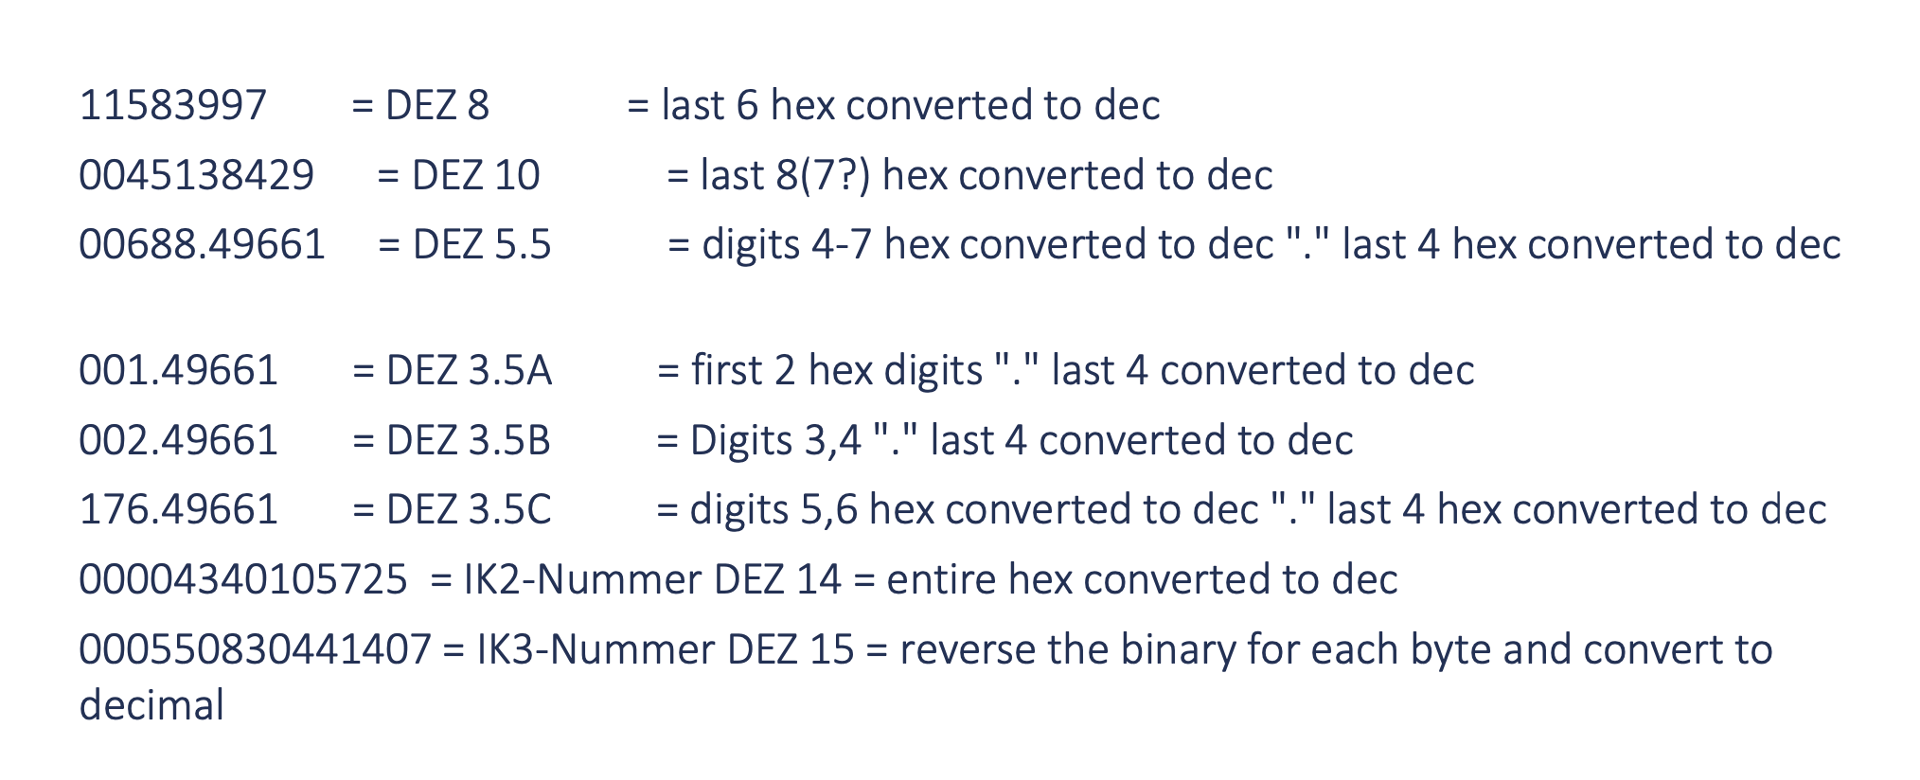 11583997 = DEZ 8 = last 6 hex converted to dec
0045138429 = DEZ 10 = last 8(7?) hex converted to dec
00688.49661 = DEZ 5.5 = digits 4-7 hex converted to dec "." last 4 hex converted to dec
001.49661 = DEZ 3.5A = first 2 hex digits "." last 4 converted to dec
002.49661 = DEZ 3.5B = Digits 3,4 "." last 4 converted to dec
176.49661 = DEZ 3.5C = digits 5,6 hex converted to dec "." last 4 hex converted to dec
00004340105725 = IK2-Nummer DEZ 14 = entire hex converted to dec
000550830441407 = IK3-Nummer DEZ 15 = reverse the binary for each byte and convert to
decimal